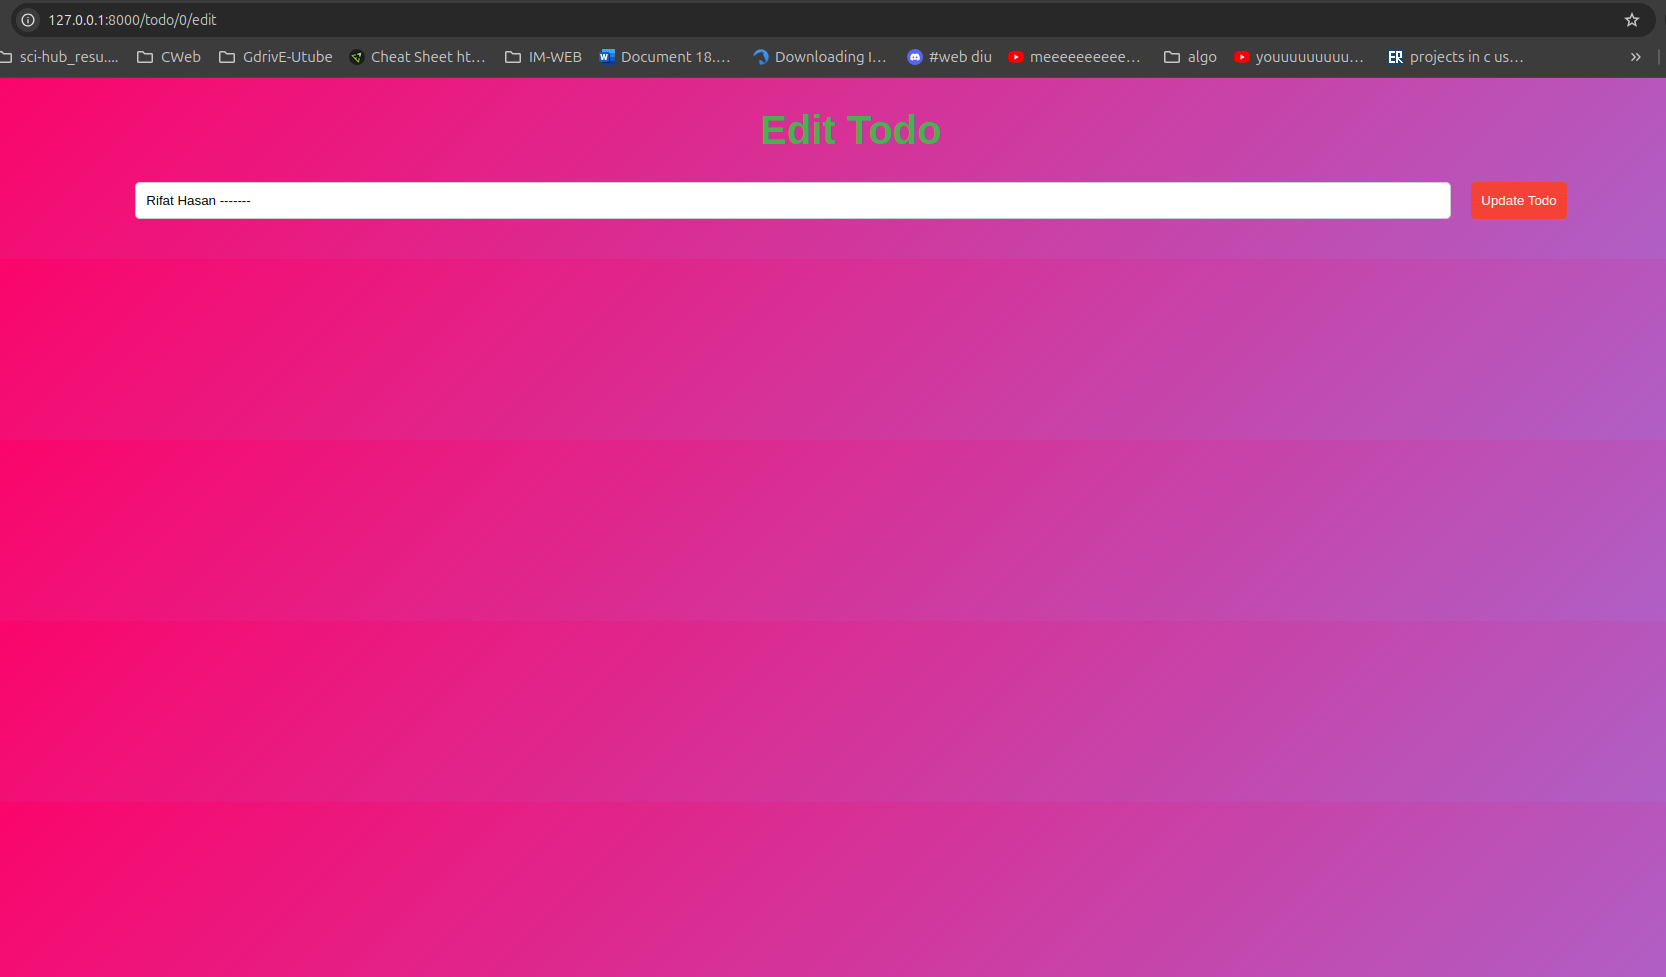 127.0.0.1:8000/todo/0/edit
sci-hub_resu.... CWeb GdrivE-Utube Cheat Sheet ht... IM-WEB Document 18.... Downloading I... #web diu meeeeeeeeee... algo youuuuuuuuu... ER projects in c us...
Edit Todo
Rifat Hasan -------
Update Todo